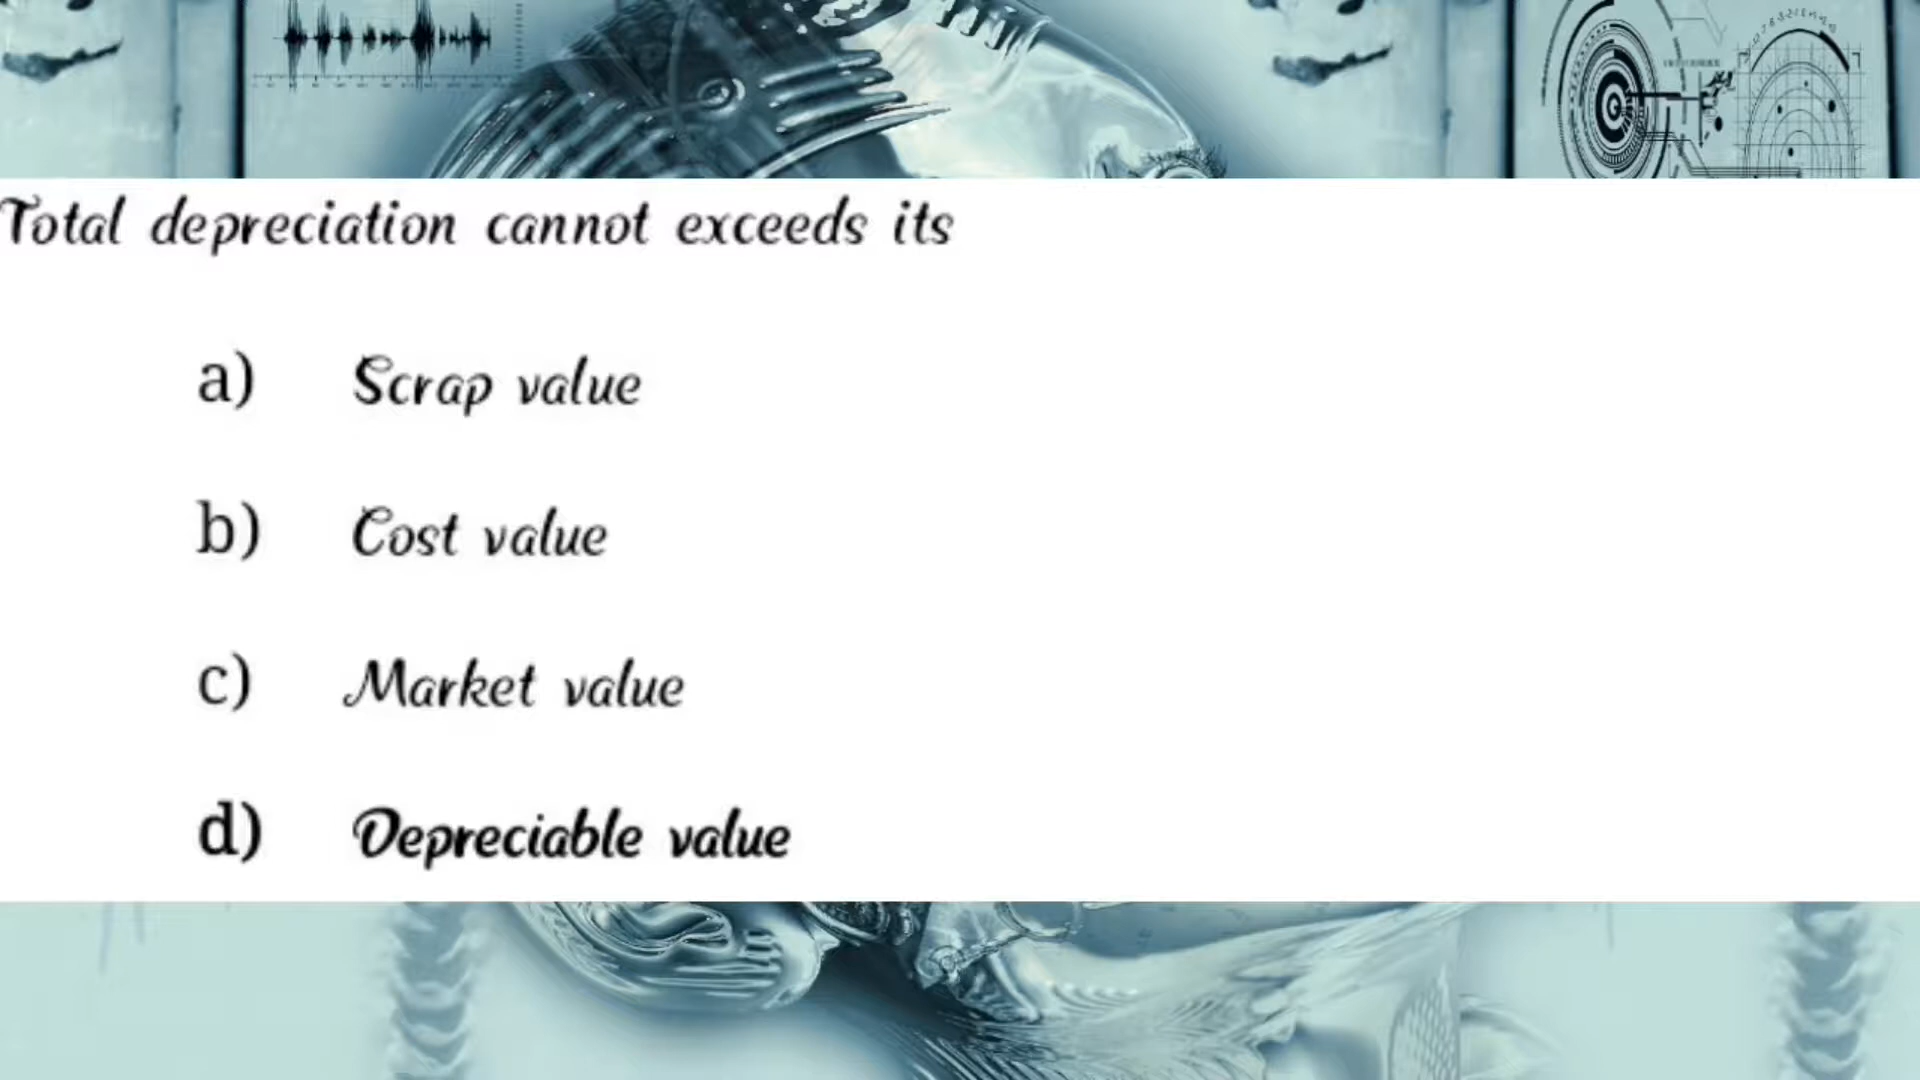 Total depreciation cannot exceeds its
a) Scrap value
b) Cost value
c) Market value
d) Depreciable value